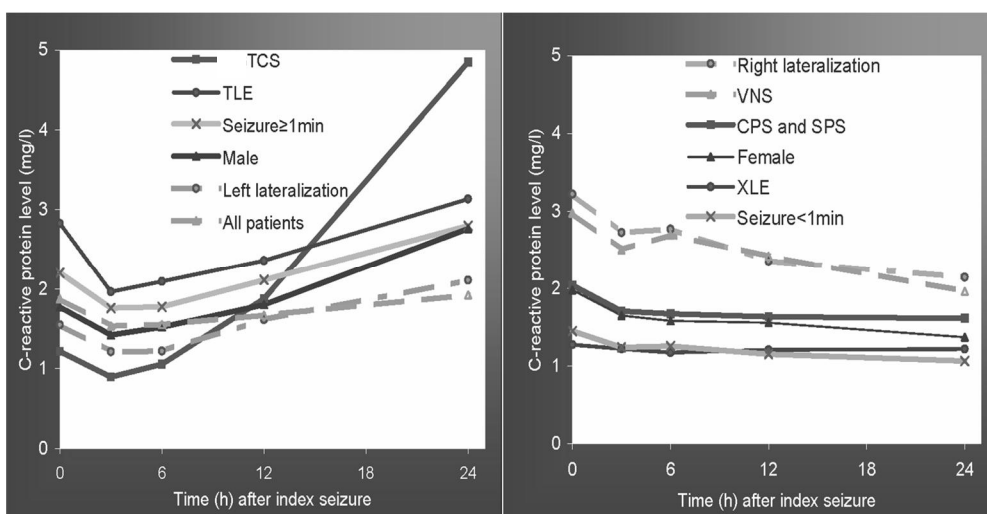 C-reactive protein level (mg/l)
5
4
3
2
1
0
TCS
TLE
Seizure≥1min
Male
Left lateralization
All patients
0
6
12
18
24
Time (h) after index seizure
C-reactive protein level (mg/l)
5
4
3
2
1
0
Right lateralization
VNS
CPS and SPS
Female
XLE
Seizure<1min
0
6
12
18
24
Time (h) after index seizure